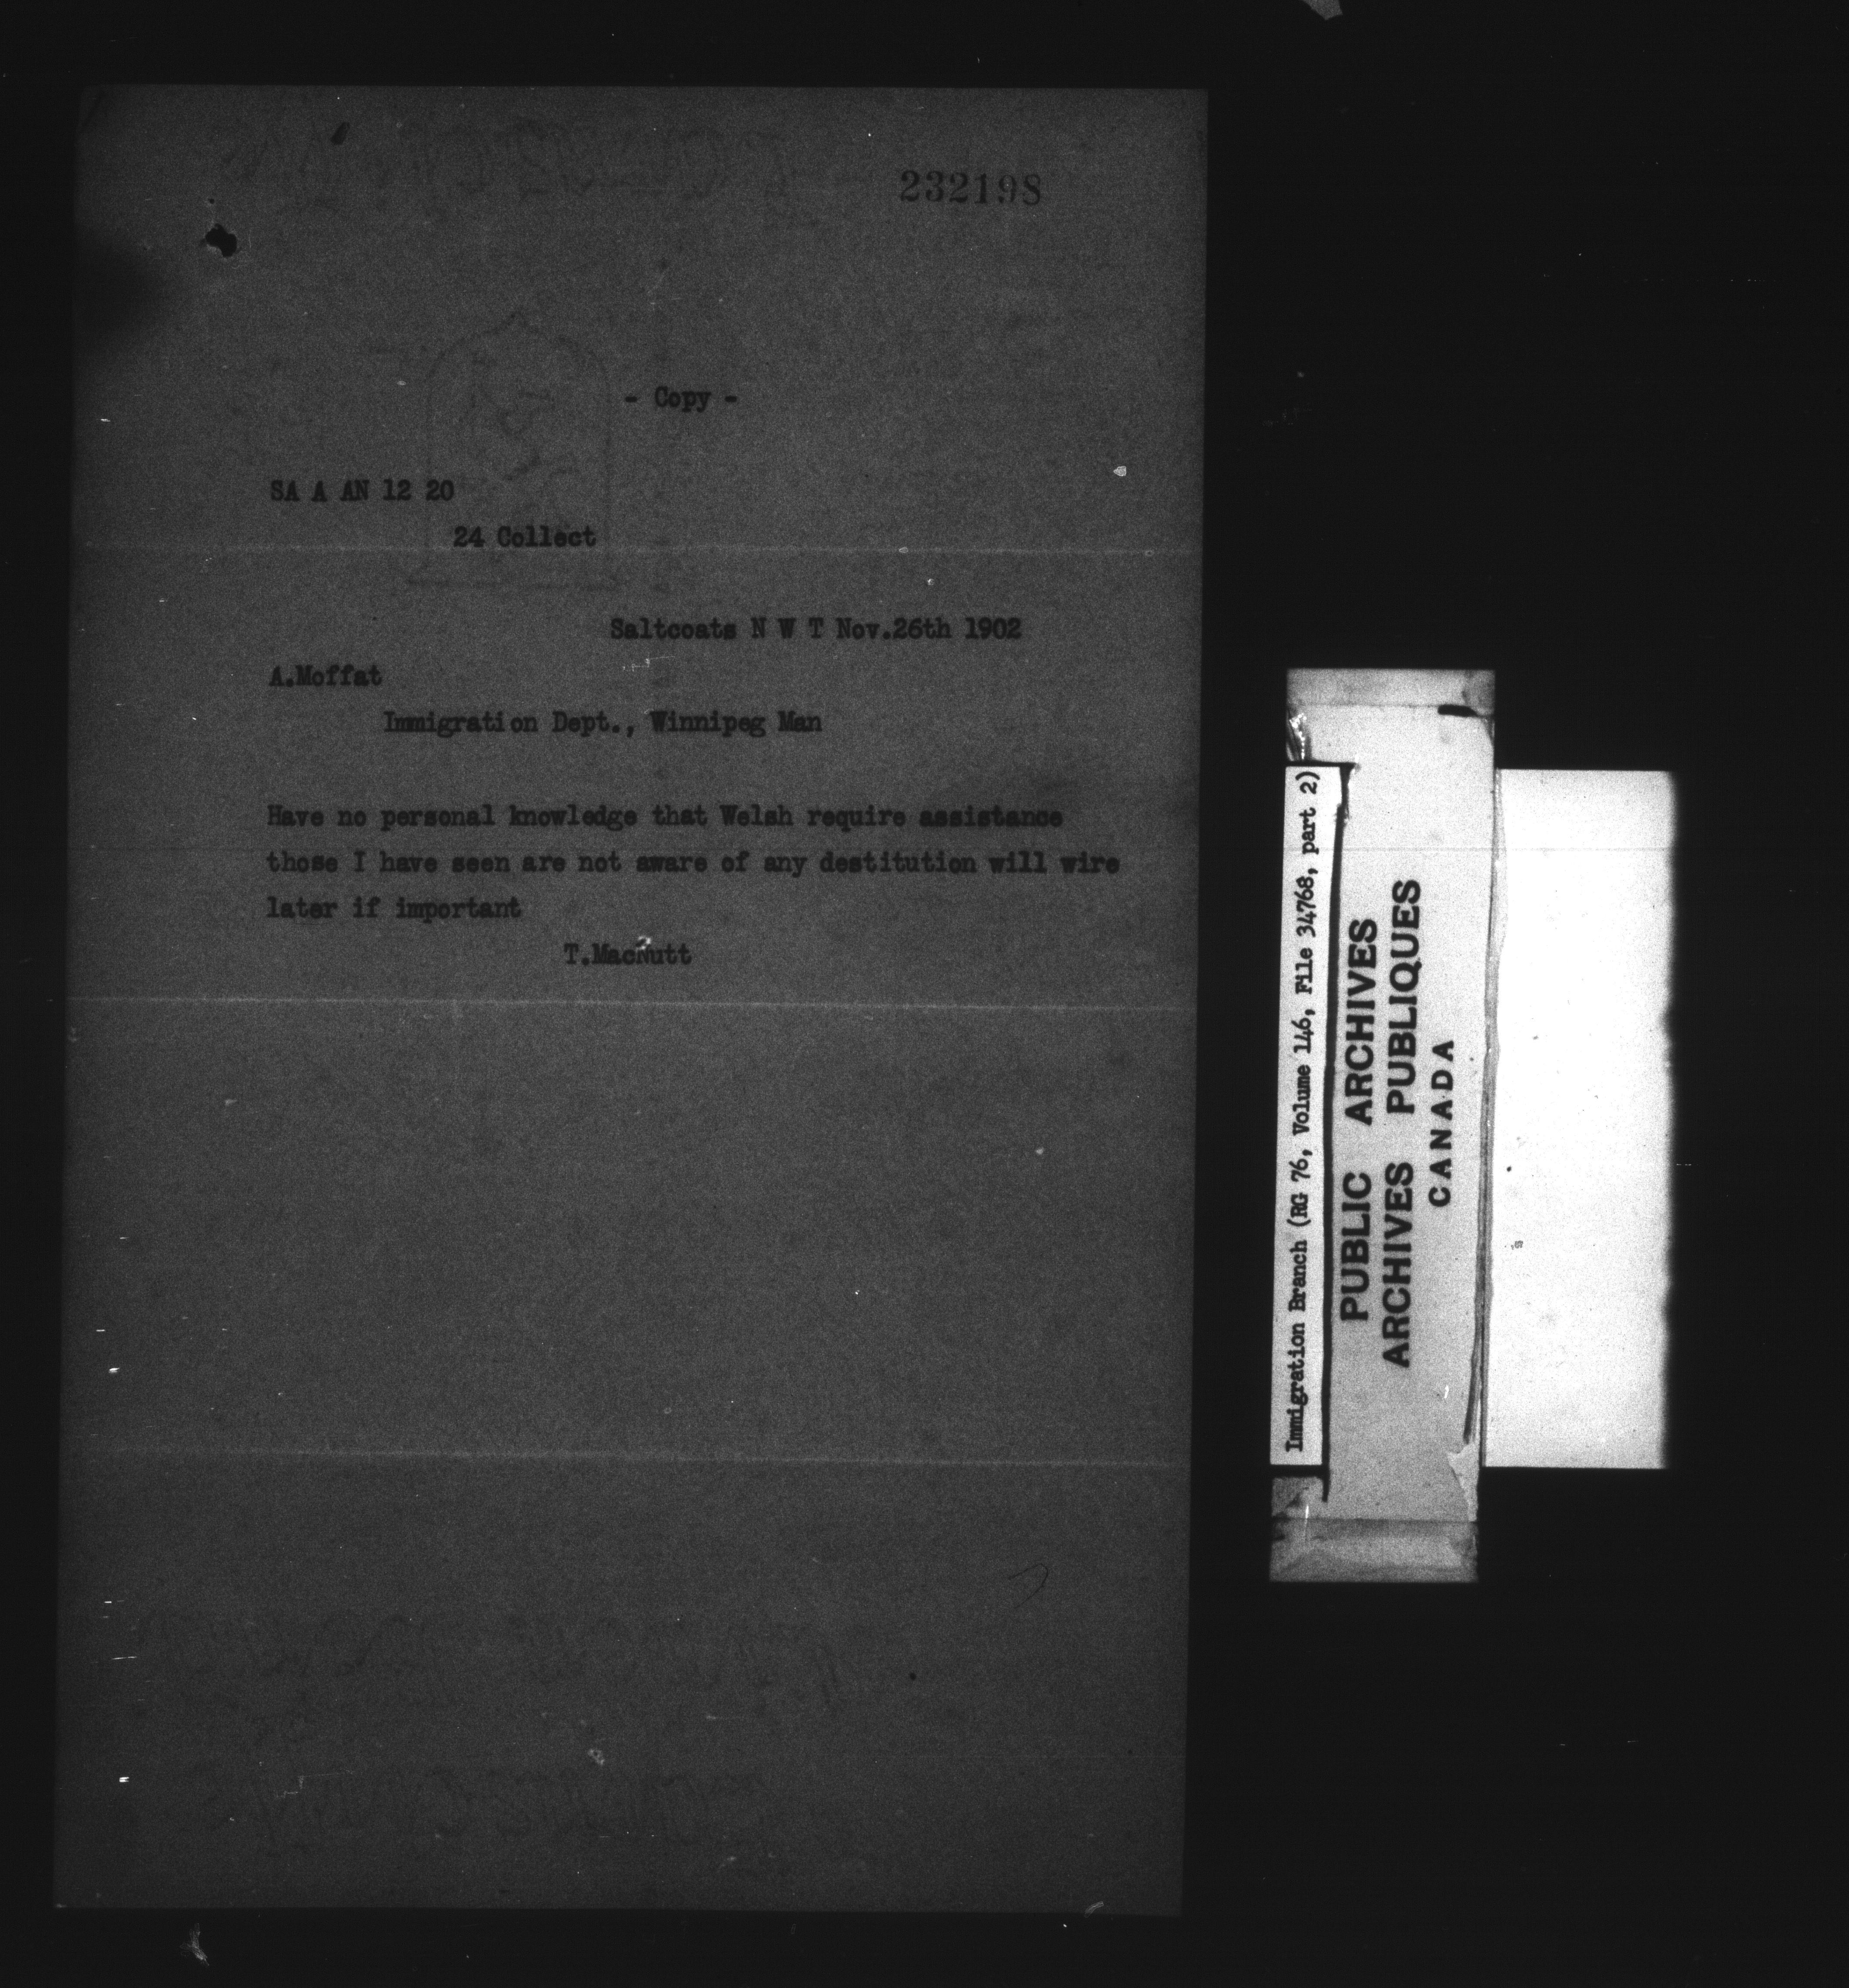 232198
- Copy -
SA A AN 12 20
24 Collect
Saltcoats N W T Nov.26th 1902
A.Moffat
Immigration Dept., Winnipeg Man
Have no personal knowledge that Welsh require assistance
those I have seen are not aware of any destitution will wire
later if important
T.MacNutt
Immigration Branch (RG 76, Volume 146, File 34768, part 2)
PUBLIC ARCHIVES
ARCHIVES PUBLIQUES
CANADA